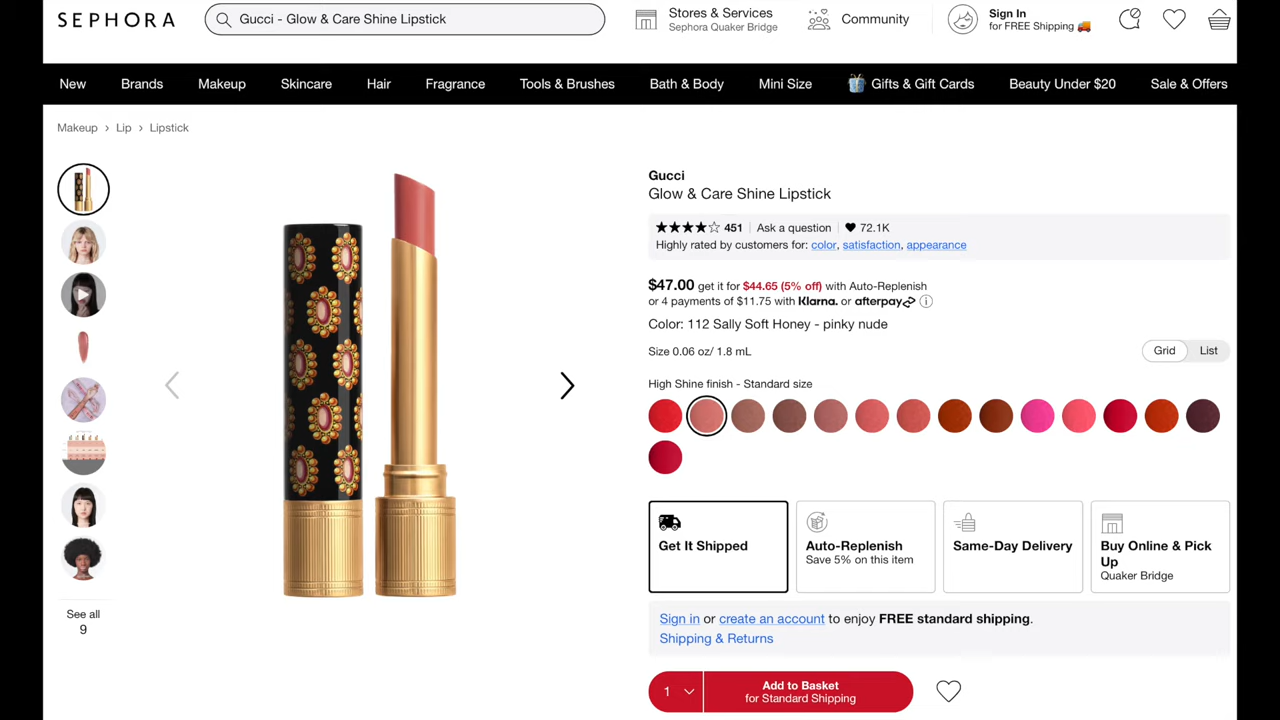 SEPHORA
Gucci - Glow & Care Shine Lipstick
Stores & Services
Sephora Quaker Bridge
Community
Sign In
for FREE Shipping 🚚
New
Brands
Makeup
Skincare
Hair
Fragrance
Tools & Brushes
Bath & Body
Mini Size
Gifts & Gift Cards
Beauty Under $20
Sale & Offers
Makeup › Lip › Lipstick
See all
9
Gucci
Glow & Care Shine Lipstick
★★★★☆ 451 | Ask a question | ♥ 72.1K
Highly rated by customers for: color, satisfaction, appearance
$47.00 get it for $44.65 (5% off) with Auto-Replenish
or 4 payments of $11.75 with Klarna. or afterpay
Color: 112 Sally Soft Honey - pinky nude
Size 0.06 oz/ 1.8 mL
Grid
List
High Shine finish - Standard size
Get It Shipped
Auto-Replenish
Save 5% on this item
Same-Day Delivery
Buy Online & Pick
Up
Quaker Bridge
Sign in or create an account to enjoy FREE standard shipping.
Shipping & Returns
1
Add to Basket
for Standard Shipping